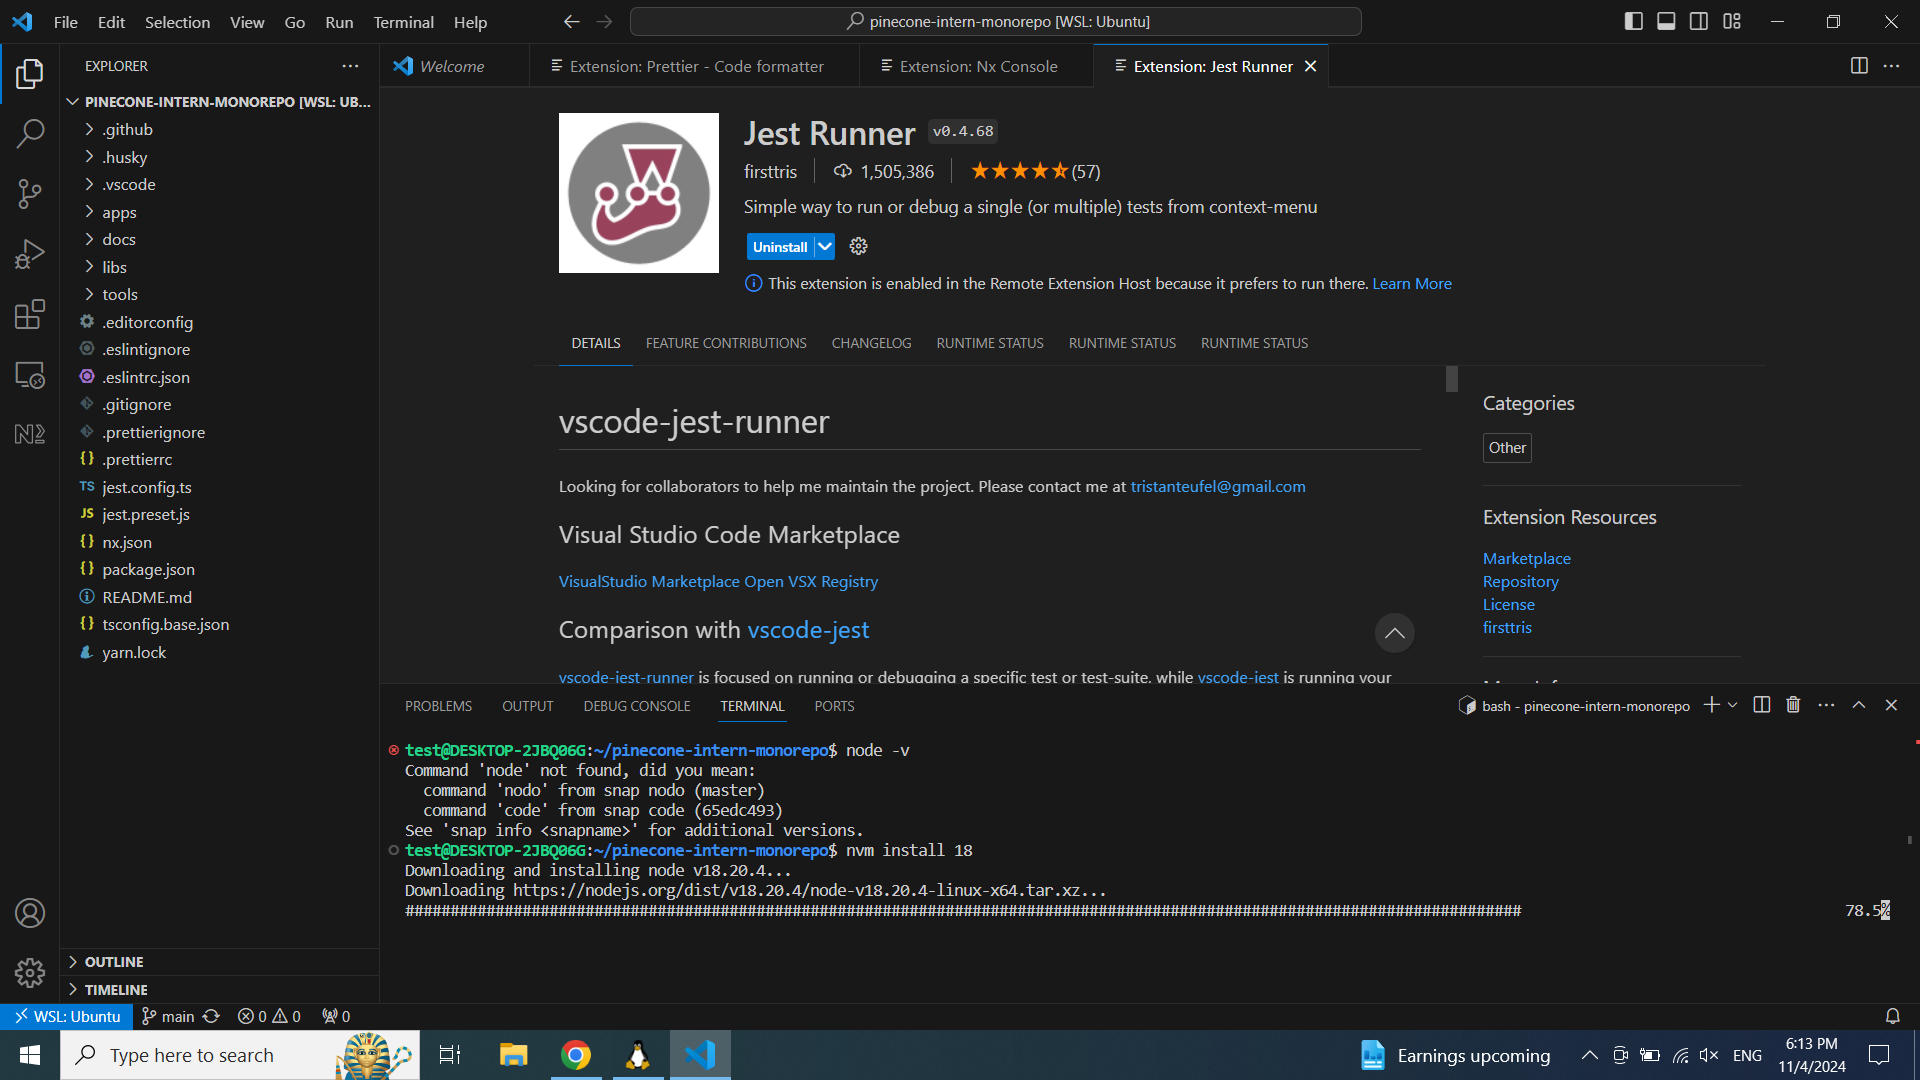 File Edit Selection View Go Run Terminal Help
pinecone-intern-monorepo [WSL: Ubuntu]
EXPLORER
Welcome
Extension: Prettier - Code formatter
Extension: Nx Console
Extension: Jest Runner
PINECONE-INTERN-MONOREPO [WSL: UB...
.github
.husky
.vscode
apps
docs
libs
tools
.editorconfig
.eslintignore
.eslintrc.json
.gitignore
.prettierignore
.prettierrc
TS jest.config.ts
JS jest.preset.js
nx.json
package.json
README.md
tsconfig.base.json
yarn.lock
OUTLINE
TIMELINE
Jest Runner v0.4.68
firsttris 1,505,386 (57)
Simple way to run or debug a single (or multiple) tests from context-menu
Uninstall
This extension is enabled in the Remote Extension Host because it prefers to run there. Learn More
DETAILS FEATURE CONTRIBUTIONS CHANGELOG RUNTIME STATUS RUNTIME STATUS RUNTIME STATUS
vscode-jest-runner
Looking for collaborators to help me maintain the project. Please contact me at tristanteufel@gmail.com
Visual Studio Code Marketplace
VisualStudio Marketplace Open VSX Registry
Comparison with vscode-jest
vscode-jest-runner is focused on running or debugging a specific test or test-suite, while vscode-jest is running your
Categories
Other
Extension Resources
Marketplace
Repository
License
firsttris
PROBLEMS OUTPUT DEBUG CONSOLE TERMINAL PORTS
bash - pinecone-intern-monorepo
test@DESKTOP-2JBQ06G:~/pinecone-intern-monorepo$ node -v
Command 'node' not found, did you mean:
command 'nodo' from snap nodo (master)
command 'code' from snap code (65edc493)
See 'snap info <snapname>' for additional versions.
test@DESKTOP-2JBQ06G:~/pinecone-intern-monorepo$ nvm install 18
Downloading and installing node v18.20.4...
Downloading https://nodejs.org/dist/v18.20.4/node-v18.20.4-linux-x64.tar.xz...
############################################################################################################################ 78.5%
WSL: Ubuntu main 0 0 0
Type here to search
Earnings upcoming
ENG
6:13 PM
11/4/2024